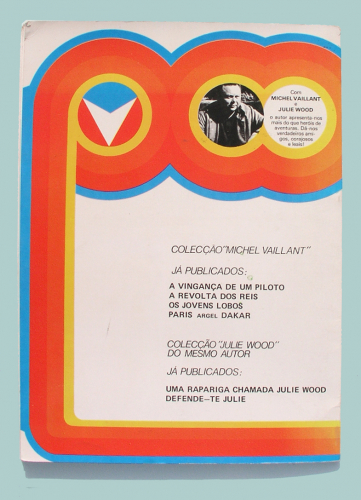 Com
MICHEL VAILLANT
e
JULIE WOOD
o autor apresenta-nos
mais do que heróis de
aventuras. Dá-nos
verdadeiros ami-
gos, corajosos
e leais!
COLECÇÃO "MICHEL VAILLANT"
JÁ PUBLICADOS:
A VINGANÇA DE UM PILOTO
A REVOLTA DOS REIS
OS JOVENS LOBOS
PARIS ARGEL DAKAR
COLECÇÃO "JULIE WOOD"
DO MESMO AUTOR
JÁ PUBLICADOS:
UMA RAPARIGA CHAMADA JULIE WOOD
DEFENDE-TE JULIE